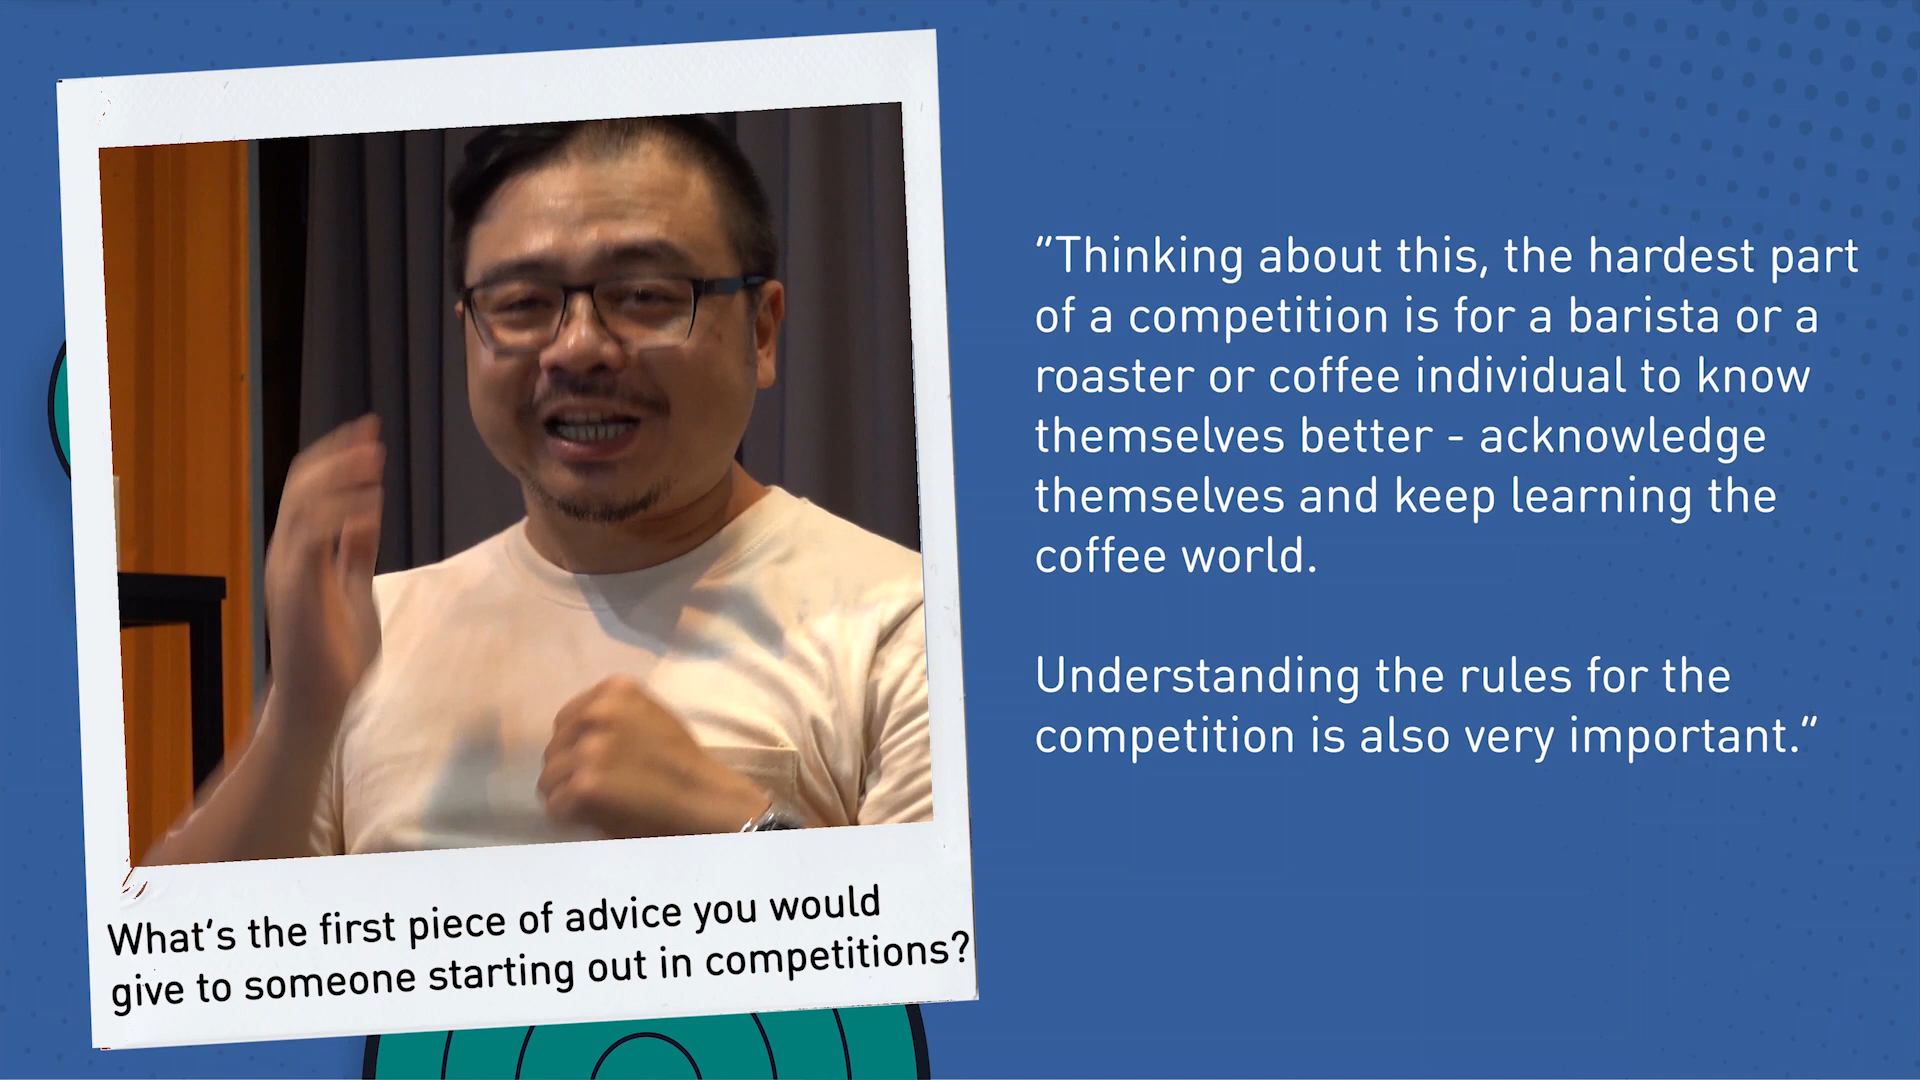 “Thinking about this, the hardest part
of a competition is for a barista or a
roaster or coffee individual to know
themselves better - acknowledge
themselves and keep learning the
coffee world.
Understanding the rules for the
competition is also very important.”
What’s the first piece of advice you would
give to someone starting out in competitions?